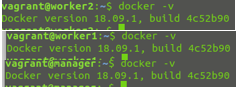 vagrant@worker2:~$ docker -v
Docker version 18.09.1, build 4c52b90
vagrant@worker1:~$ docker -v
Docker version 18.09.1, build 4c52b90
vagrant@manager:~$ docker -v
Docker version 18.09.1, build 4c52b90